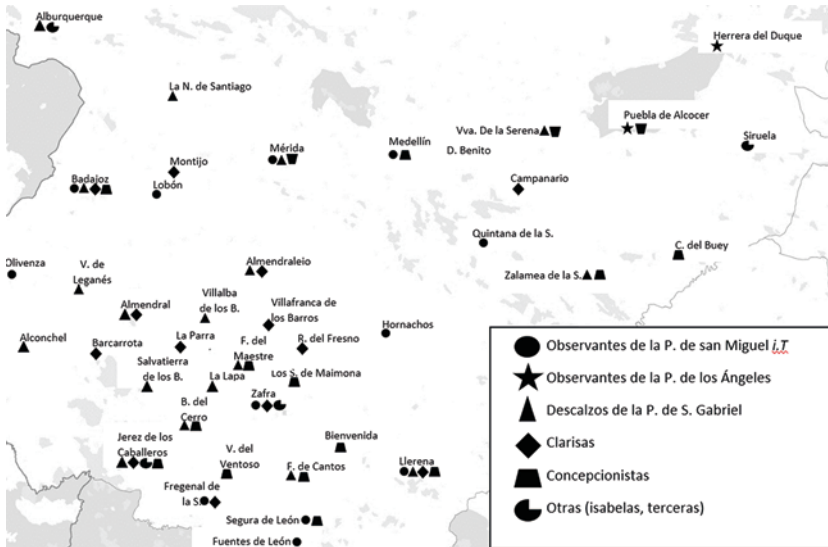 Alburquerque
Herrera del Duque
La N. de Santiago
Puebla de Alcocer
Vva. De la Serena
Siruela
Mérida
Medellín
D. Benito
Montijo
Badajoz
Lobón
Campanario
Quintana de la S.
C. del Buey
Olivenza
V. de
Leganés
Almendraleio
Zalamea de la S.
Almendral
Villalba
de los B.
Villafranca de
los Barros
Hornachos
Alconchel
Barcarrota
La Parra
F. del
Maestre
R. del Fresno
Salvatierra
de los B.
La Lapa
Los S. de Maimona
Zafra
B. del
Cerro
Jerez de los
Caballeros
V. del
Ventoso
Bienvenida
F. de Cantos
Llerena
Fregenal de
la S.
Segura de León
Fuentes de León
Observantes de la P. de san Miguel i.T
Observantes de la P. de los Ángeles
Descalzos de la P. de S. Gabriel
Clarisas
Concepcionistas
Otras (isabelas, terceras)